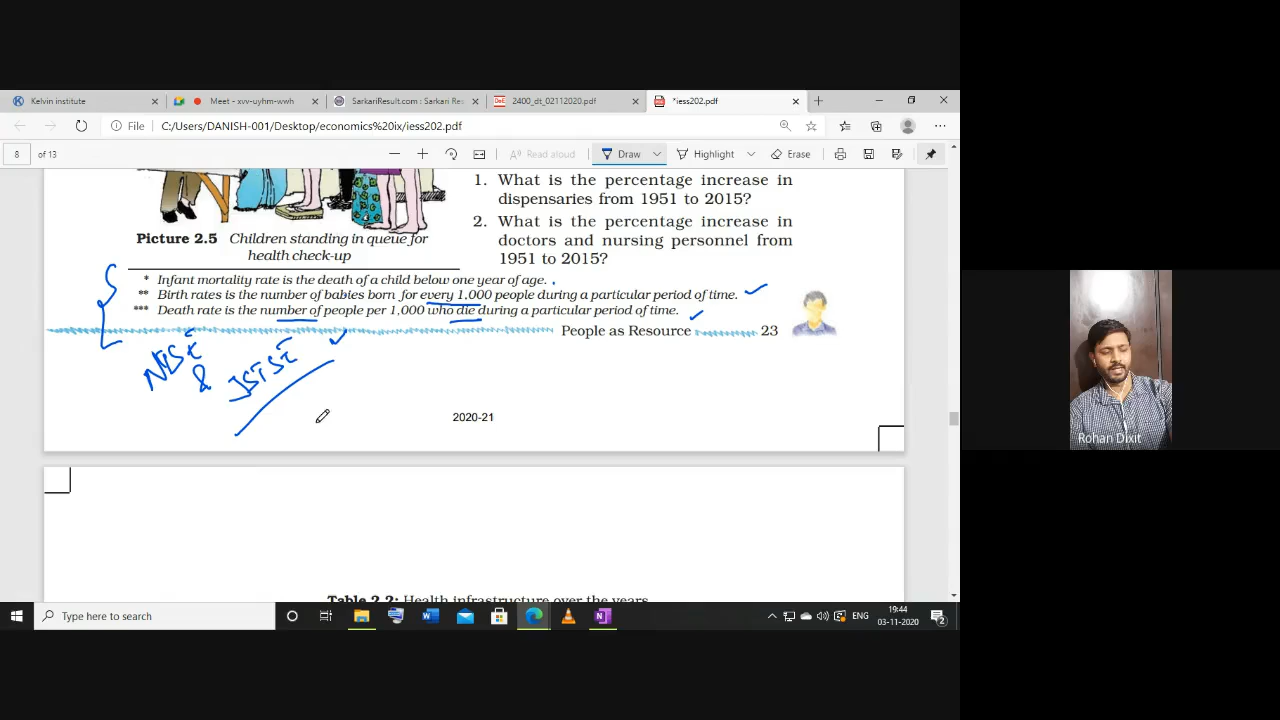 Kelvin institute
Meet - xvv-uyhm-wwh
SarkariResult.com : Sarkari Res
2400_dt_02112020.pdf
*iess202.pdf
File
C:/Users/DANISH-001/Desktop/economics%20ix/iess202.pdf
8 of 13
Read aloud
Draw
Highlight
Erase
Picture 2.5 Children standing in queue for
health check-up
1. What is the percentage increase in
dispensaries from 1951 to 2015?
2. What is the percentage increase in
doctors and nursing personnel from
1951 to 2015?
* Infant mortality rate is the death of a child below one year of age.
** Birth rates is the number of babies born for every 1,000 people during a particular period of time.
*** Death rate is the number of people per 1,000 who die during a particular period of time.
People as Resource 23
&
JSTSE
2020-21
Table 2.2: Health infrastructure over the years
Rohan Dixit
Type here to search
ENG
19:44
03-11-2020
2